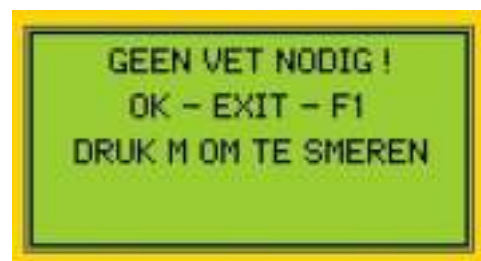 GEEN VET NODIG !
OK - EXIT - F1
DRUK M OM TE SMEREN